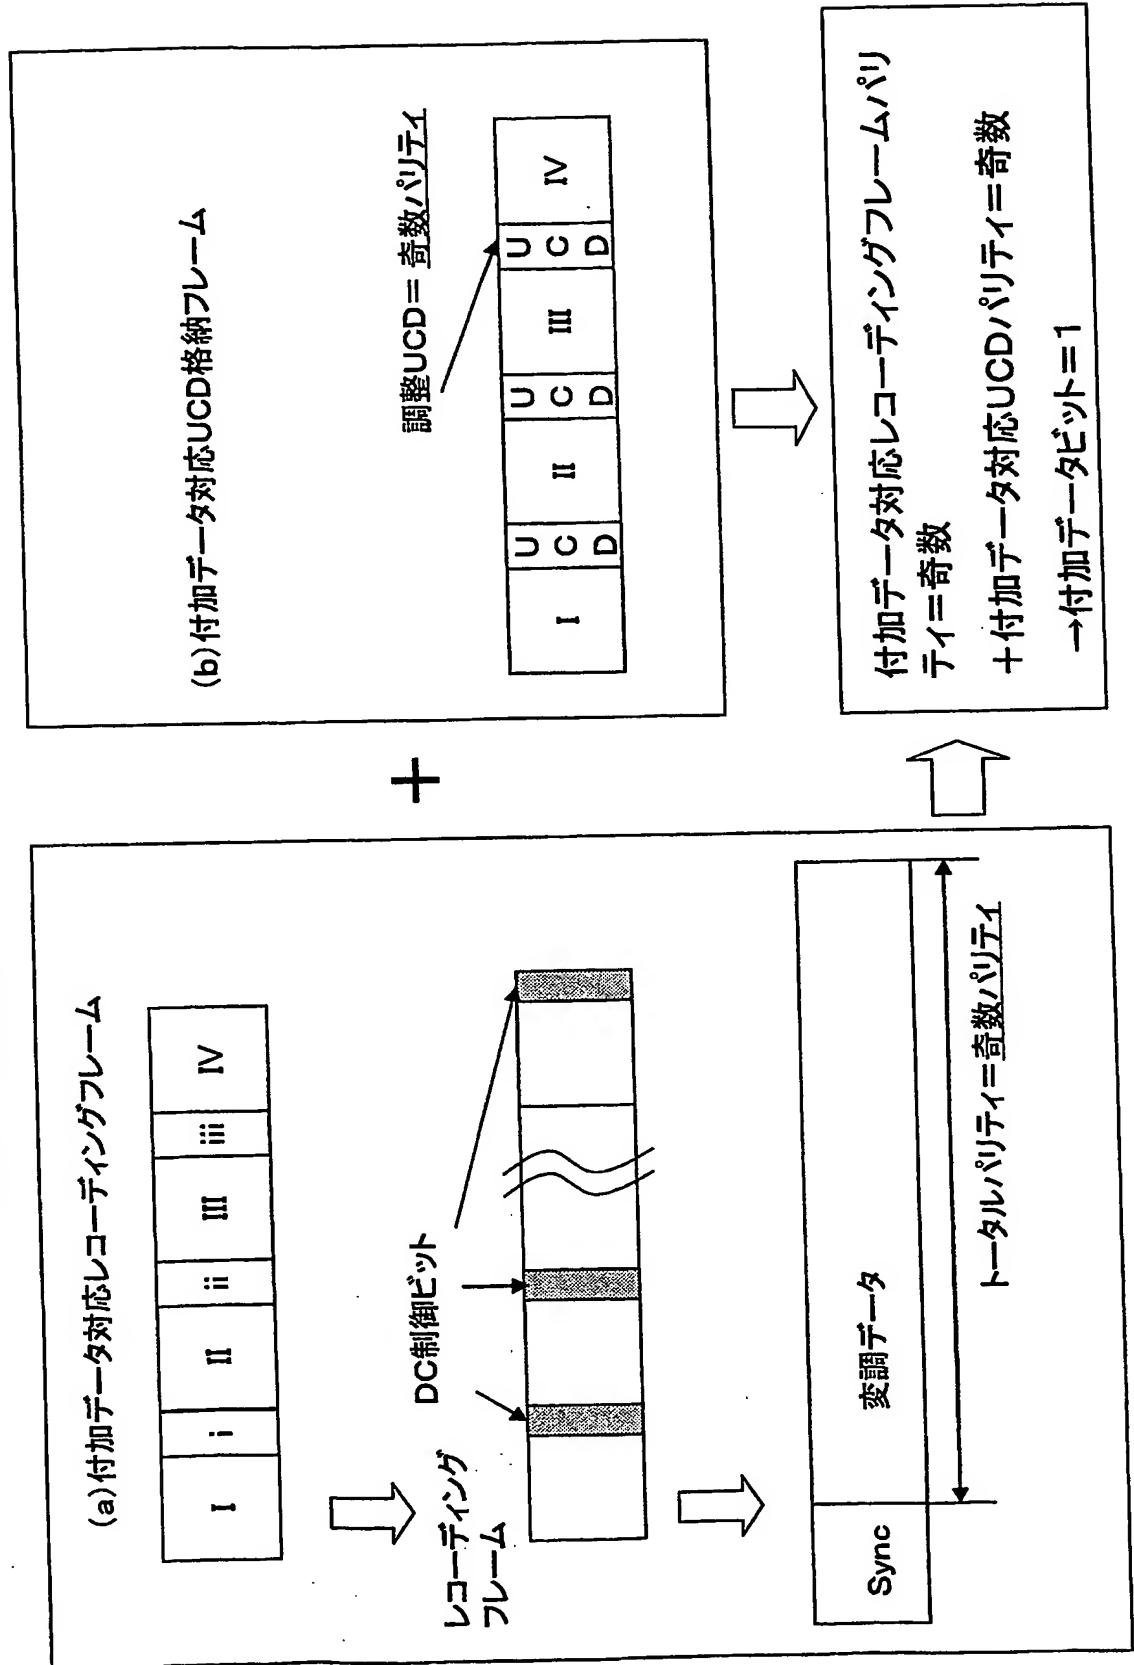 (a)付加データ対応レコーディングフレーム
I i II ii III iii IV
レコーディング
フレーム
DC制御ビット
Sync
変調データ
トータルパリティ=奇数パリティ
+
(b)付加データ対応UCD格納フレーム
調整UCD=奇数パリティ
I UCD II UCD III UCD IV
付加データ対応レコーディングフレームパリ
ティ=奇数
+付加データ対応UCDパリティ=奇数
→付加データビット=1